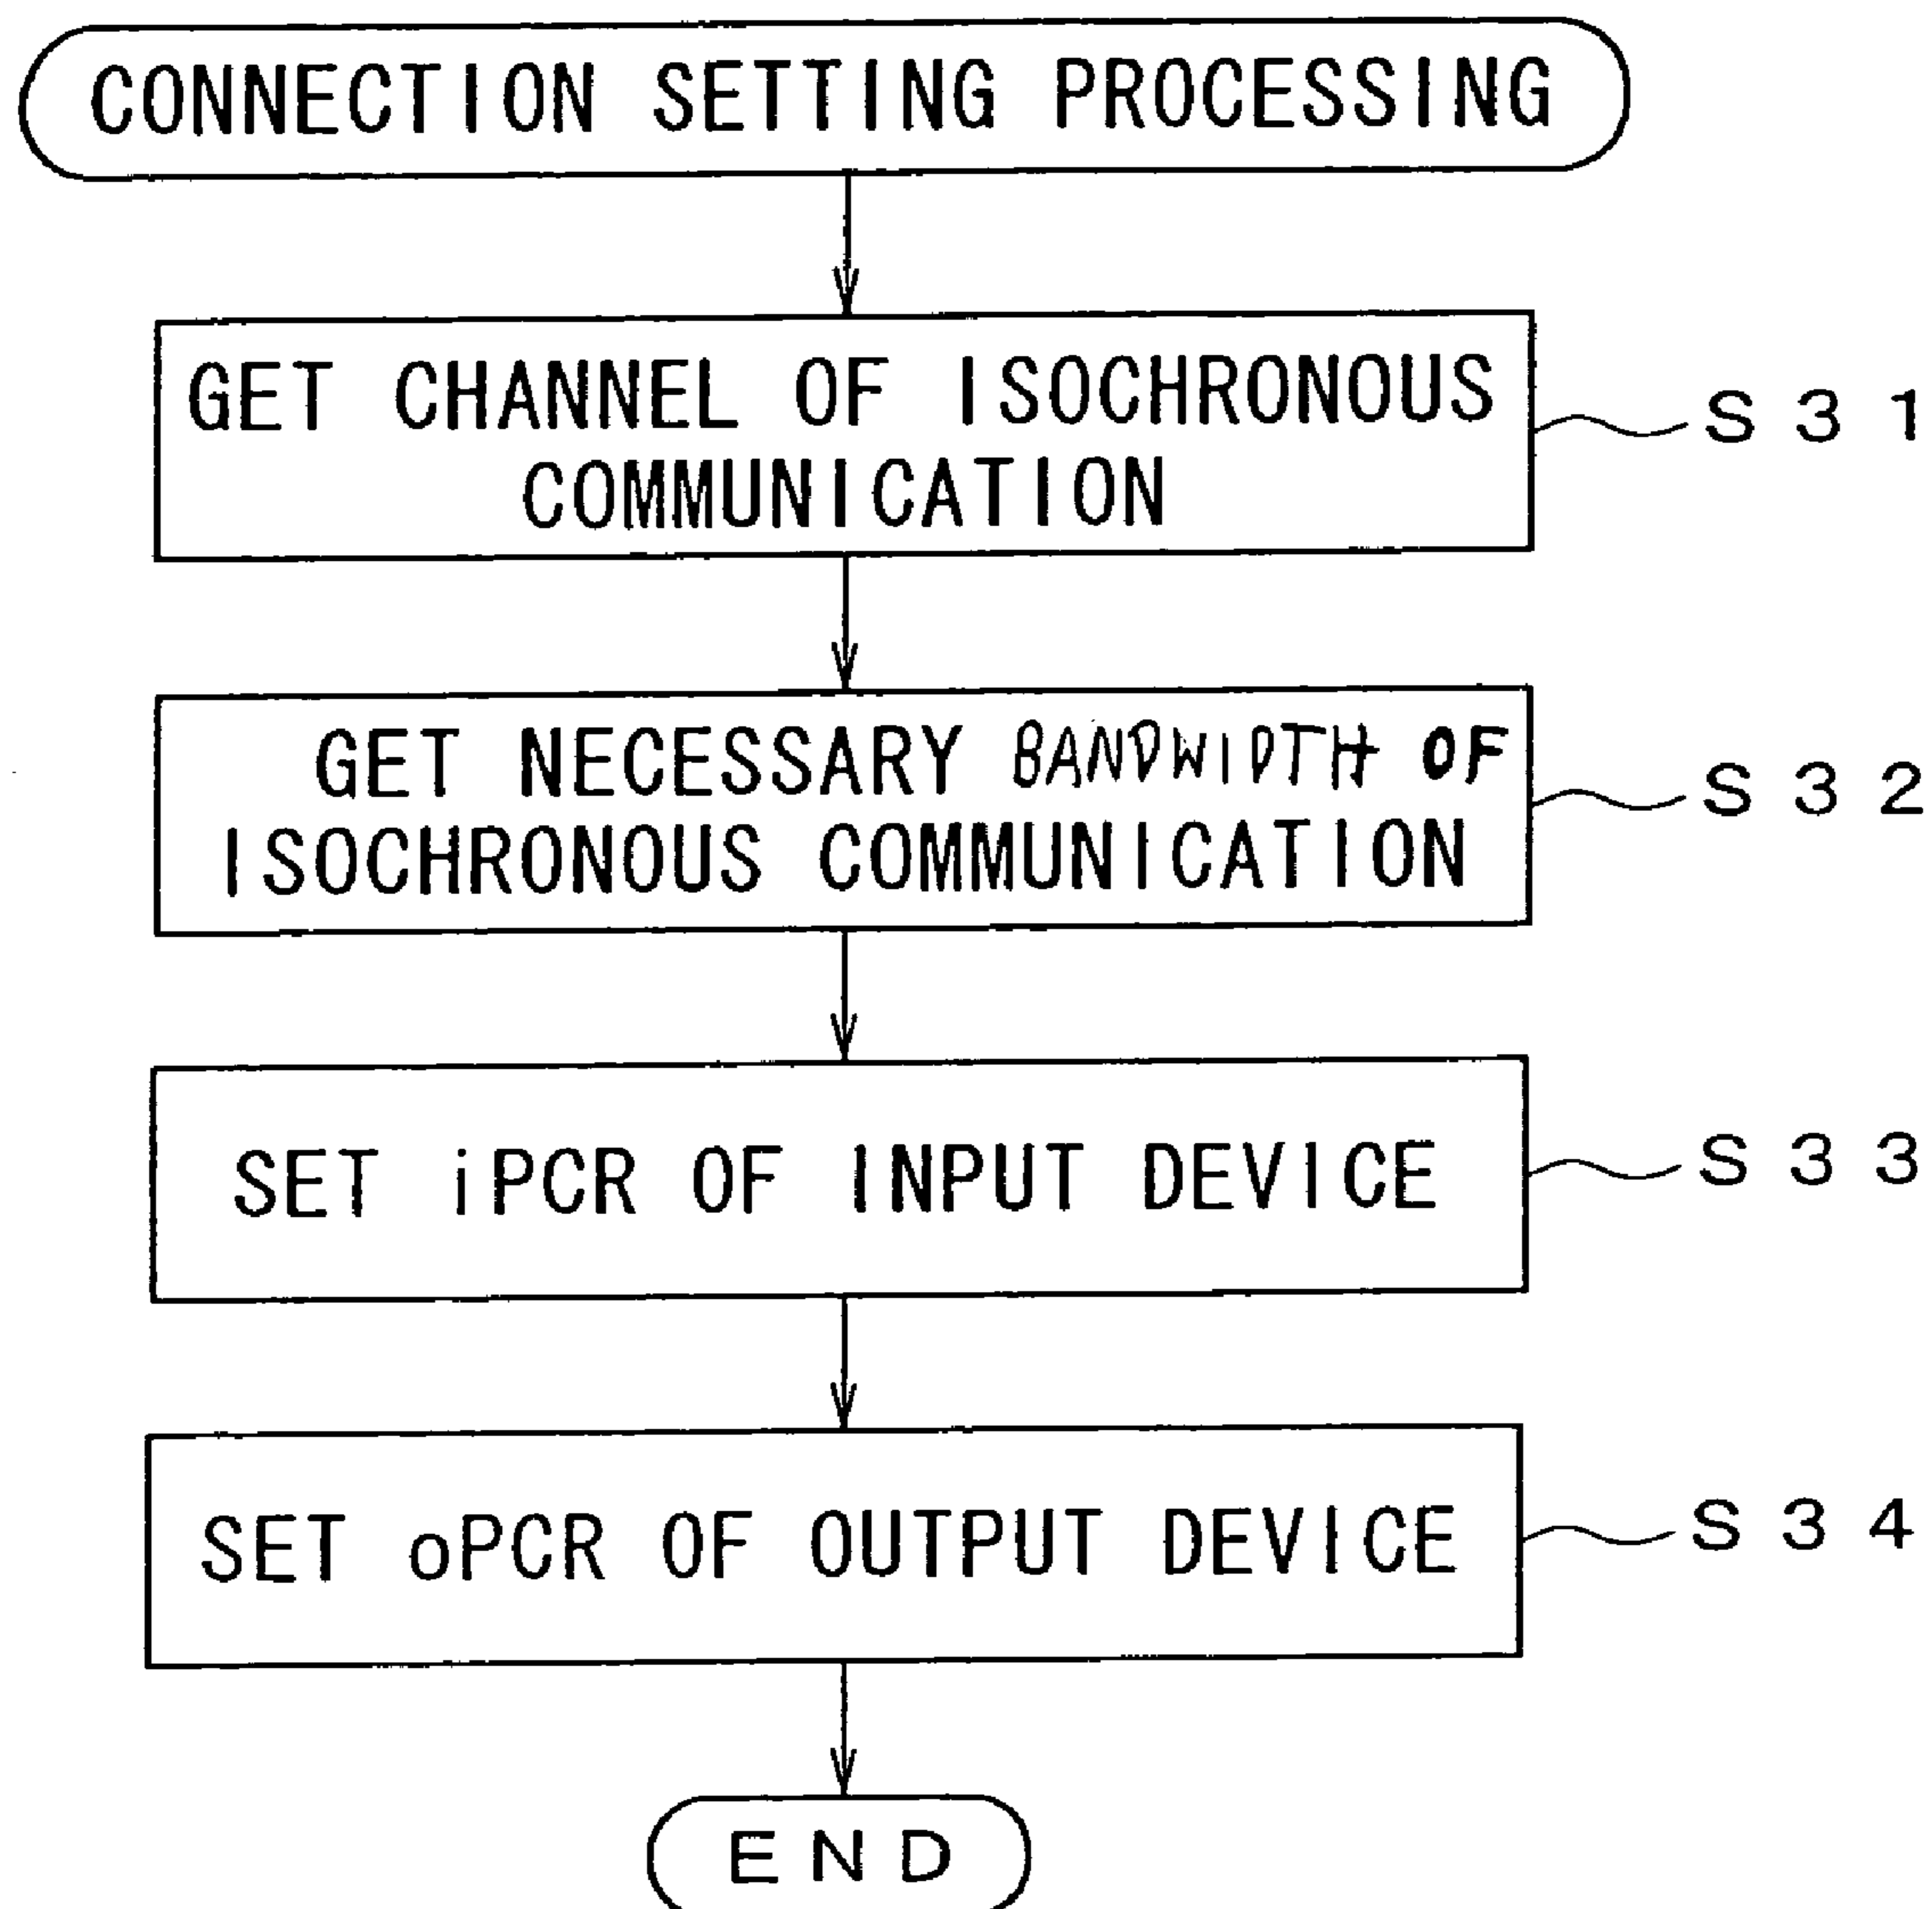 CONNECTION SETTING PROCESSING
GET CHANNEL OF ISOCHRONOUS
COMMUNICATION
S31
GET NECESSARY BANDWIDTH OF
ISOCHRONOUS COMMUNICATION
S32
SET iPCR OF INPUT DEVICE
S33
SET oPCR OF OUTPUT DEVICE
S34
END